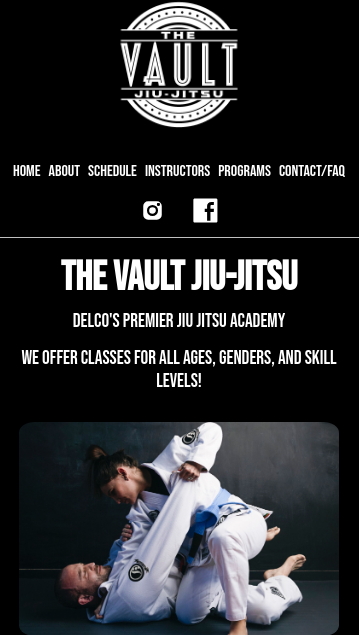 THE
VAULT
JIU-JITSU
HOME ABOUT SCHEDULE INSTRUCTORS PROGRAMS CONTACT/FAQ
THE VAULT JIU-JITSU
DELCO'S PREMIER JIU JITSU ACADEMY
WE OFFER CLASSES FOR ALL AGES, GENDERS, AND SKILL
LEVELS!